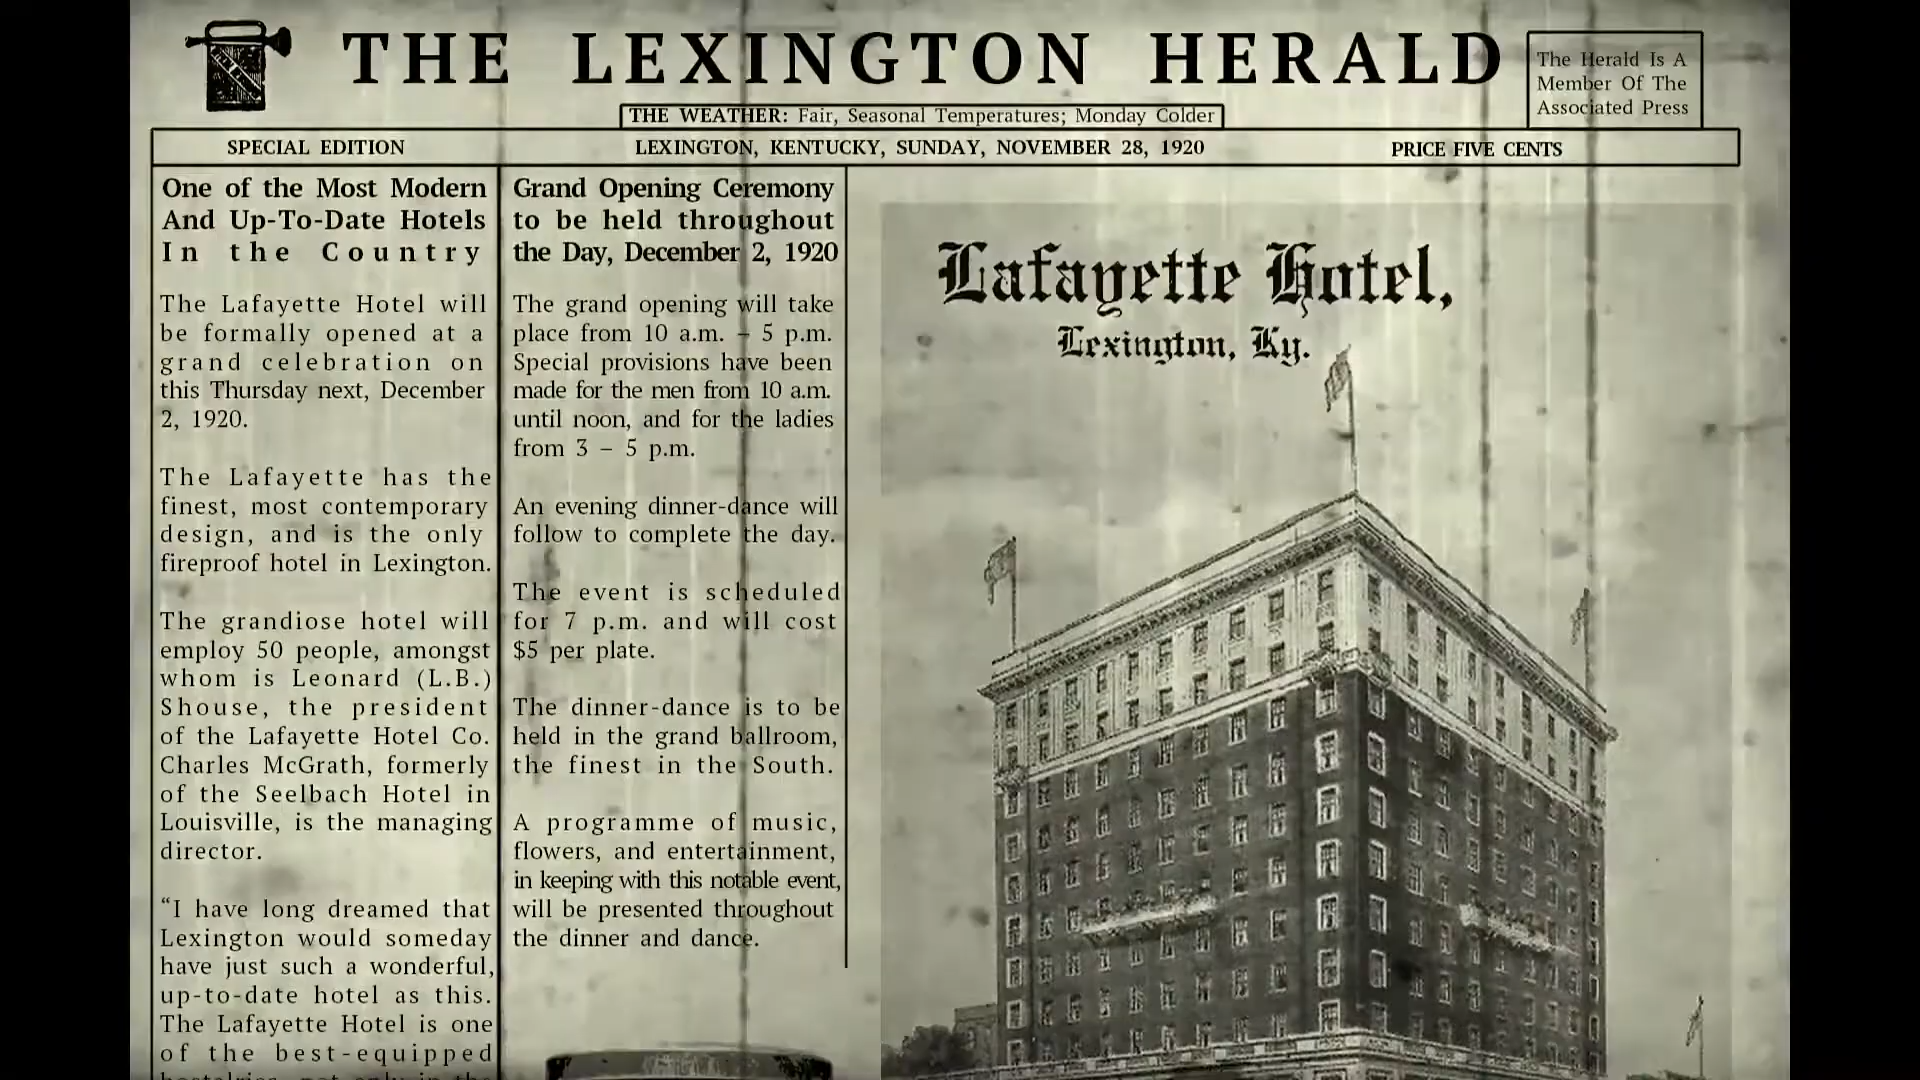 THE LEXINGTON HERALD
The Herald Is A
Member Of The
Associated Press
THE WEATHER: Fair, Seasonal Temperatures; Monday Colder
SPECIAL EDITION
LEXINGTON, KENTUCKY, SUNDAY, NOVEMBER 28, 1920
PRICE FIVE CENTS
One of the Most Modern
And Up-To-Date Hotels
In the Country
The Lafayette Hotel will
be formally opened at a
grand celebration on
this Thursday next, December
2, 1920.
The Lafayette has the
finest, most contemporary
design, and is the only
fireproof hotel in Lexington.
The grandiose hotel will
employ 50 people, amongst
whom is Leonard (L.B.)
Shouse, the president
of the Lafayette Hotel Co.
Charles McGrath, formerly
of the Seelbach Hotel in
Louisville, is the managing
director.
“I have long dreamed that
Lexington would someday
have just such a wonderful,
up-to-date hotel as this.
The Lafayette Hotel is one
of the best-equipped
Grand Opening Ceremony
to be held throughout
the Day, December 2, 1920
The grand opening will take
place from 10 a.m. – 5 p.m.
Special provisions have been
made for the men from 10 a.m.
until noon, and for the ladies
from 3 – 5 p.m.
An evening dinner-dance will
follow to complete the day.
The event is scheduled
for 7 p.m. and will cost
$5 per plate.
The dinner-dance is to be
held in the grand ballroom,
the finest in the South.
A programme of music,
flowers, and entertainment,
in keeping with this notable event,
will be presented throughout
the dinner and dance.
Lafayette Hotel,
Lexington, Ky.